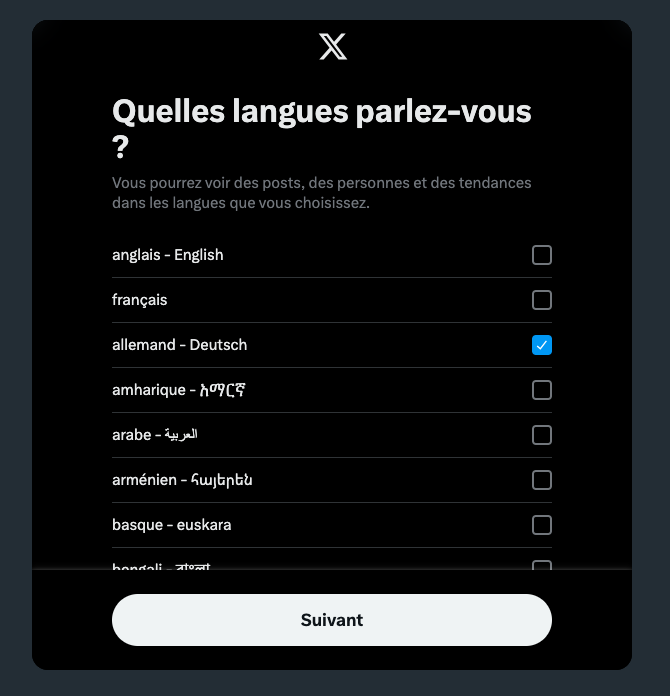 Quelles langues parlez-vous
?
Vous pourrez voir des posts, des personnes et des tendances
dans les langues que vous choisissez.
anglais - English
français
allemand - Deutsch
amharique - አማርኛ
arabe - العربية
arménien - հայերեն
basque - euskara
bengali - বাংলা
Suivant